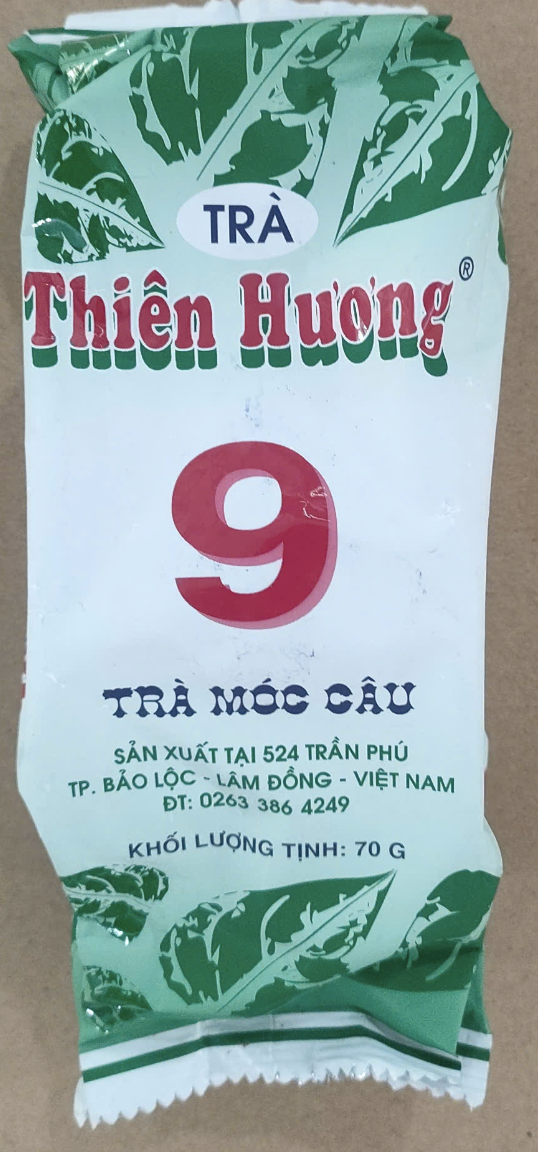 TRÀ
Thiên Hương®
9
TRÀ MÓC CÂU
SẢN XUẤT TẠI 524 TRẦN PHÚ
TP. BẢO LỘC - LÂM ĐỒNG - VIỆT NAM
ĐT: 0263 386 4249
KHỐI LƯỢNG TỊNH: 70 G